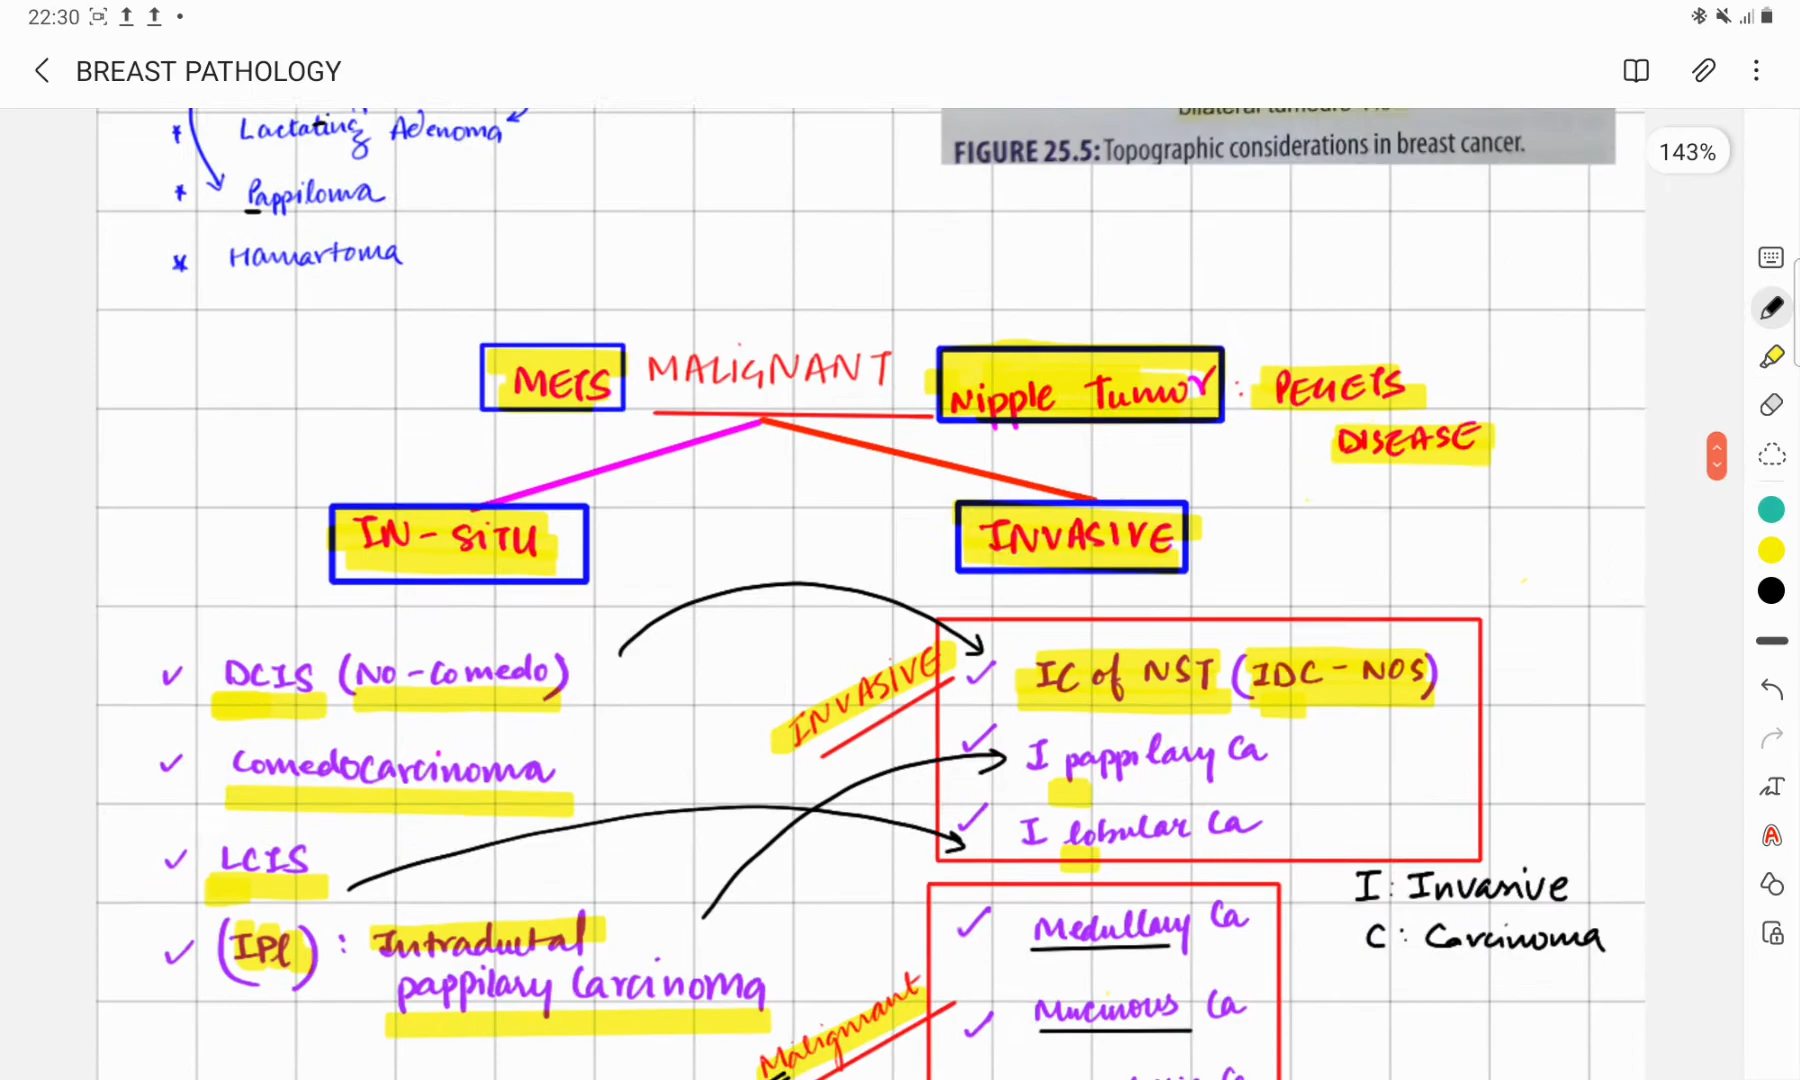 22:30
BREAST PATHOLOGY
Lactating Adenoma
Pappiloma
Hamartoma
FIGURE 25.5: Topographic considerations in breast cancer.
143%
METS MALiGNANT Nipple Tumor : PEGETS
DISEASE
IN-SiTU INVASIVE
DCIS (No-comedo)
INVASIVE
IC of NST (IDC-NOS)
comedocarcinoma
I pappilary Ca
I lobular Ca
LCIS
I: Invasive
C: Carcinoma
(IPC) : Intraductal
pappilary Carcinoma
Medullary Ca
Malignant
Mucinous Ca